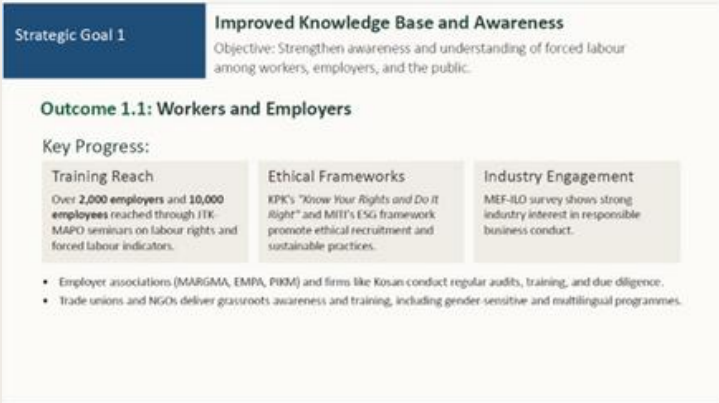 Strategic Goal 1
Improved Knowledge Base and Awareness
Objective: Strengthen awareness and understanding of forced labour
among workers, employers, and the public.
Outcome 1.1: Workers and Employers
Key Progress:
Training Reach
Over 2,000 employers and 10,000
employees reached through JTK-
MAPO seminars on labour rights and
forced labour indicators.
Ethical Frameworks
KPK's "Know Your Rights and Do It
Right" and MITI's ESG framework
promote ethical recruitment and
sustainable practices.
Industry Engagement
MEF-ILO survey shows strong
industry interest in responsible
business conduct.
• Employer associations (MARGMA, EMPA, PIKM) and firms like Kosan conduct regular audits, training, and due diligence.
• Trade unions and NGOs deliver grassroots awareness and training, including gender-sensitive and multilingual programmes.